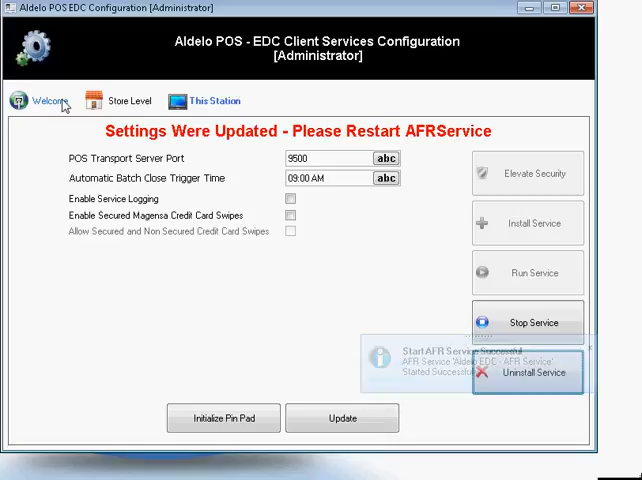 Aldelo POS EDC Configuration [Administrator]
Aldelo POS - EDC Client Services Configuration
[Administrator]
Welcome
Store Level
This Station
Settings Were Updated - Please Restart AFRService
POS Transport Server Port
9500
abc
Automatic Batch Close Trigger Time
09:00 AM
abc
Enable Service Logging
Enable Secured Magensa Credit Card Swipes
Allow Secured and Non Secured Credit Card Swipes
Elevate Security
Install Service
Run Service
Stop Service
Start AFR Service Successful
AFR Service 'Aldelo EDC - AFR Service'
Started Successful
Uninstall Service
Initialize Pin Pad
Update